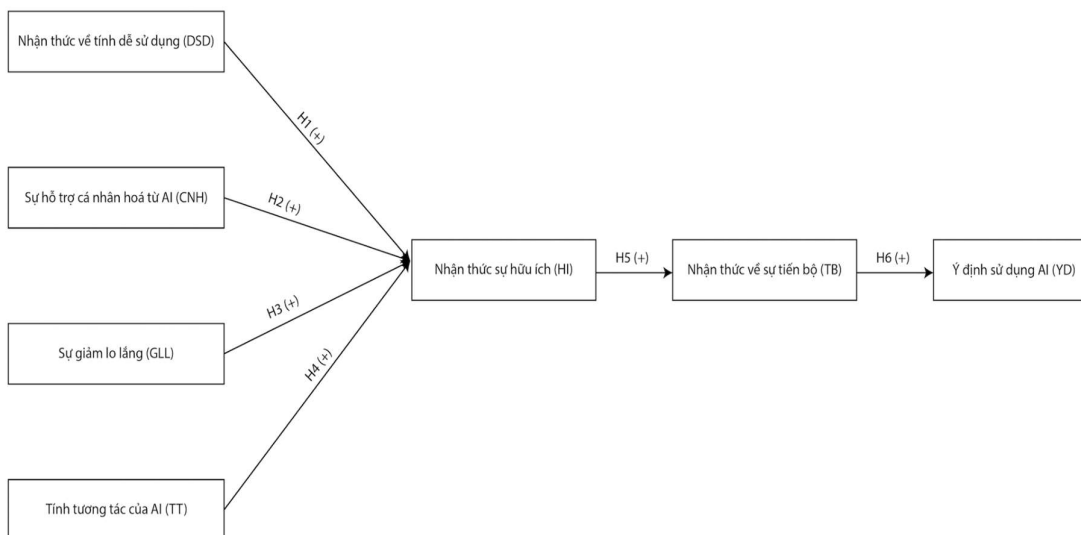 Nhận thức về tính dễ sử dụng (DSD)
H1 (+)
Sự hỗ trợ cá nhân hoá từ AI (CNH)
H2 (+)
Nhận thức sự hữu ích (HI)
H5 (+)
Nhận thức về sự tiến bộ (TB)
H6 (+)
Ý định sử dụng AI (YD)
H3 (+)
Sự giảm lo lắng (GLL)
H4 (+)
Tính tương tác của AI (TT)